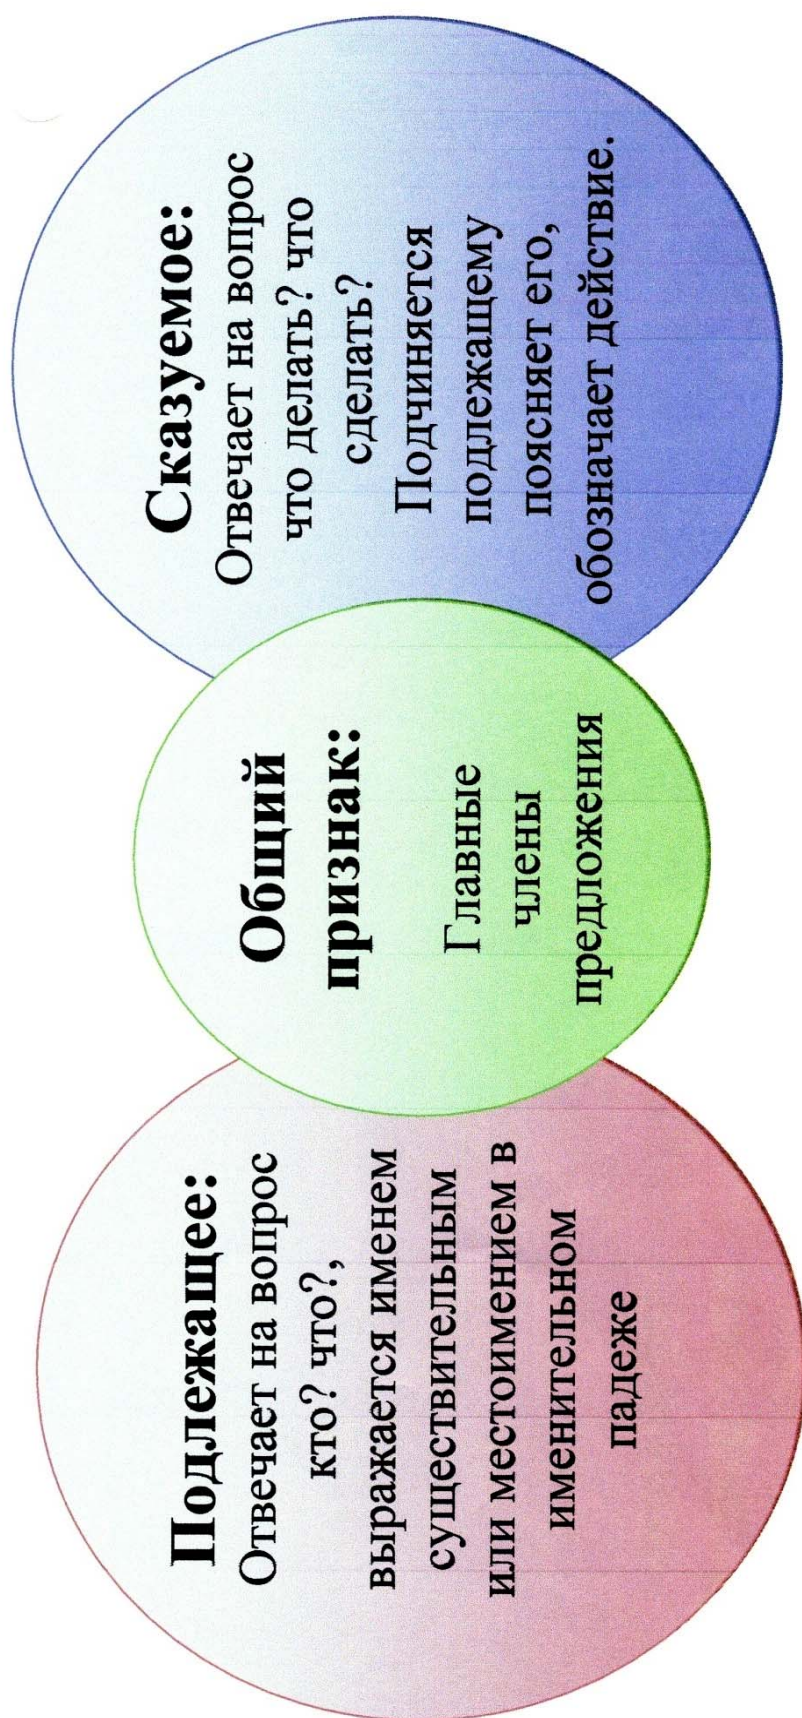 Подлежащее:
Отвечает на вопрос
кто? что?,
выражается именем
существительным
или местоимением в
именительном
падеже
Общий
признак:
Главные
члены
предложения
Сказуемое:
Отвечает на вопрос
что делать? что
сделать?
Подчиняется
подлежащему
поясняет его,
обозначает действие.